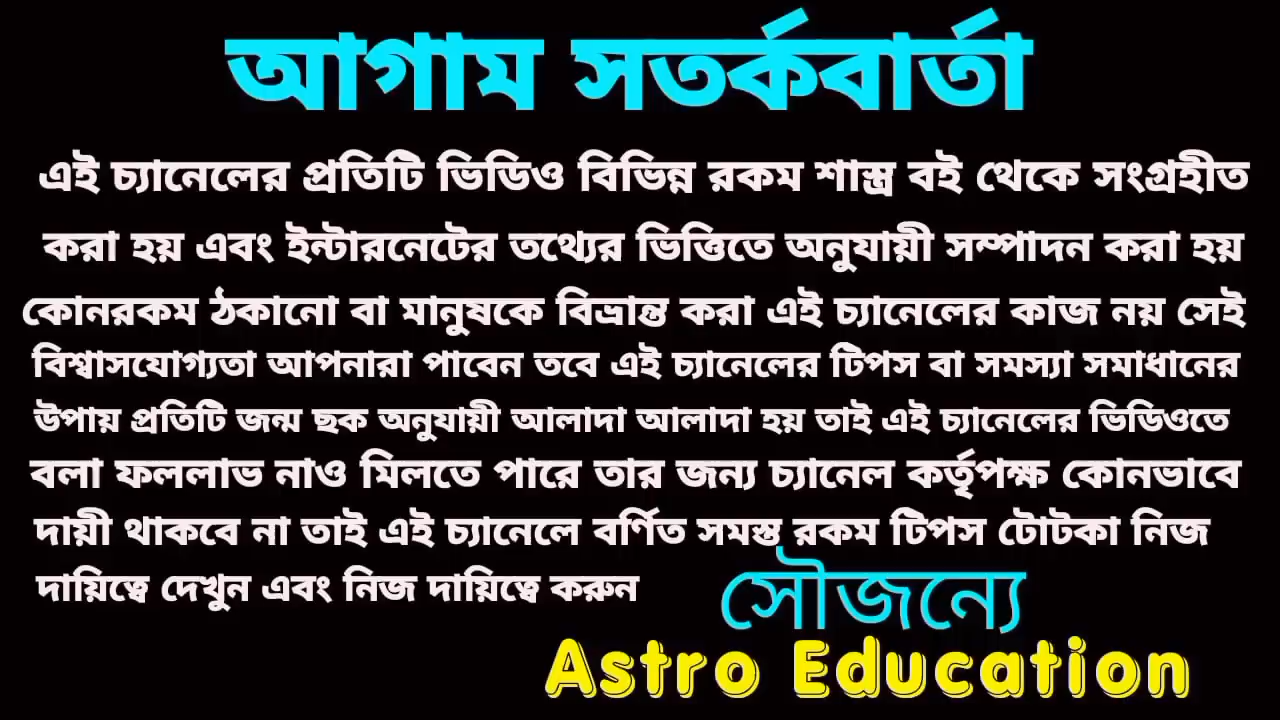 আগাম সতর্কবার্তা
এই চ্যানেলের প্রতিটি ভিডিও বিভিন্ন রকম শাস্ত্র বই থেকে সংগ্রহীত
করা হয় এবং ইন্টারনেটের তথ্যের ভিত্তিতে অনুযায়ী সম্পাদন করা হয়
কোনরকম ঠকানো বা মানুষকে বিভ্রান্ত করা এই চ্যানেলের কাজ নয় সেই
বিশ্বাসযোগ্যতা আপনারা পাবেন তবে এই চ্যানেলের টিপস বা সমস্যা সমাধানের
উপায় প্রতিটি জন্ম ছক অনুযায়ী আলাদা আলাদা হয় তাই এই চ্যানেলের ভিডিওতে
বলা ফললাভ নাও মিলতে পারে তার জন্য চ্যানেল কর্তৃপক্ষ কোনভাবে
দায়ী থাকবে না তাই এই চ্যানেলে বর্ণিত সমস্ত রকম টিপস টোটকা নিজ
দায়িত্বে দেখুন এবং নিজ দায়িত্বে করুন
সৌজন্যে
Astro Education